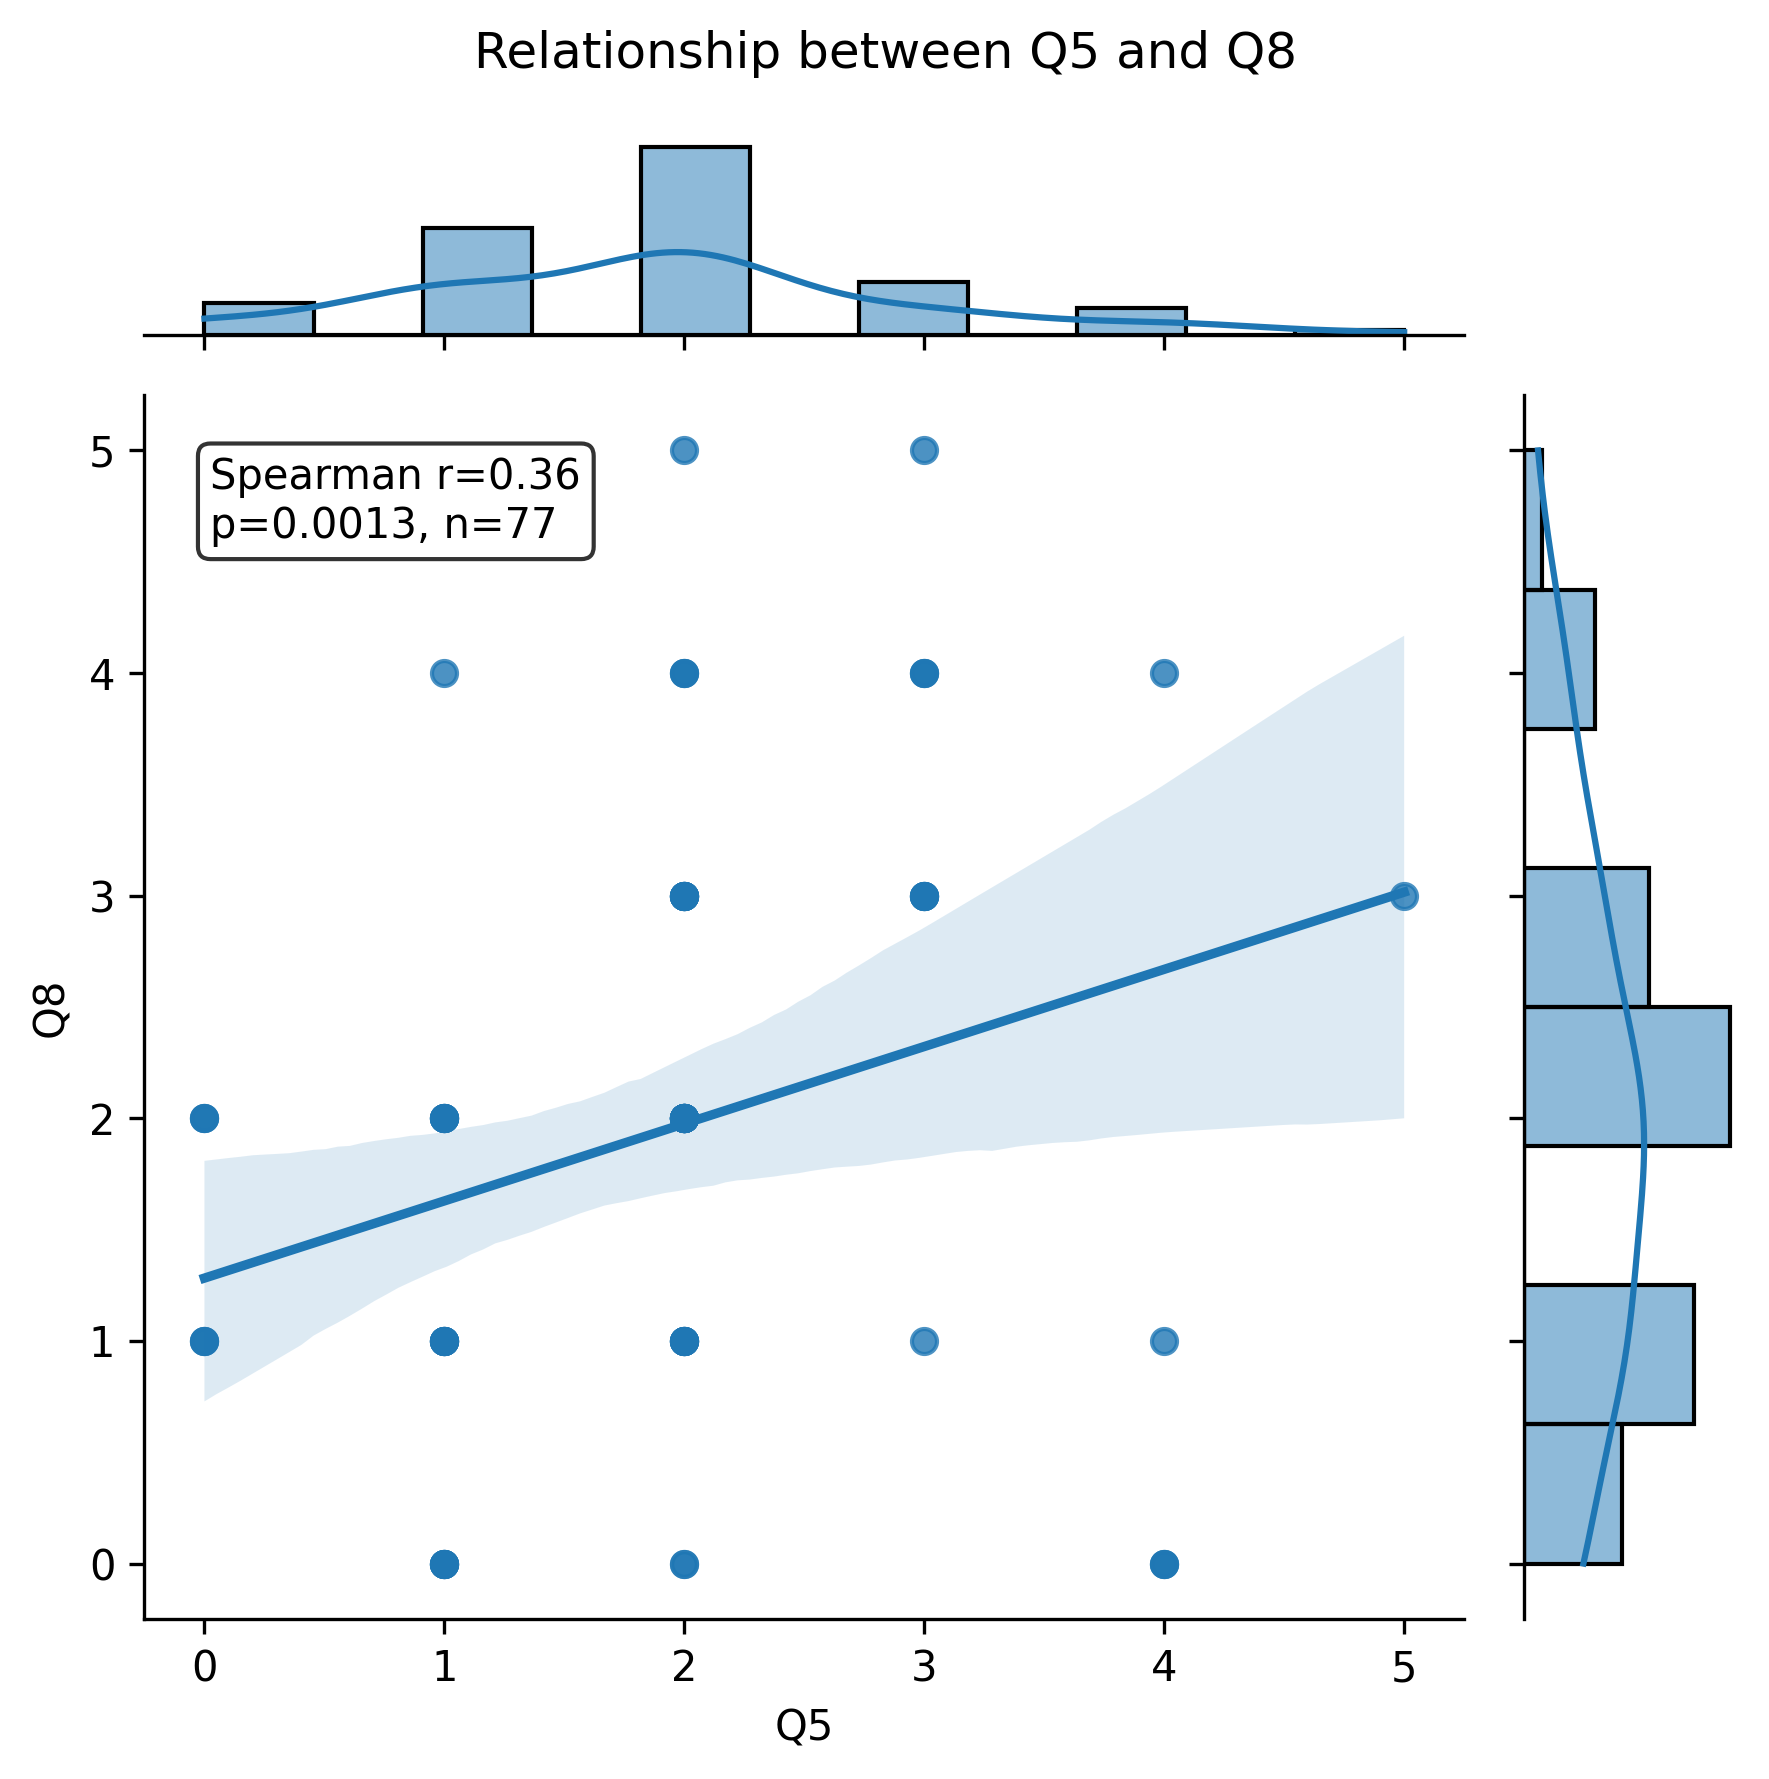 Relationship between Q5 and Q8
Spearman r=0.36
p=0.0013, n=77
5
4
3
2
1
0
Q8
0 1 2 3 4 5
Q5